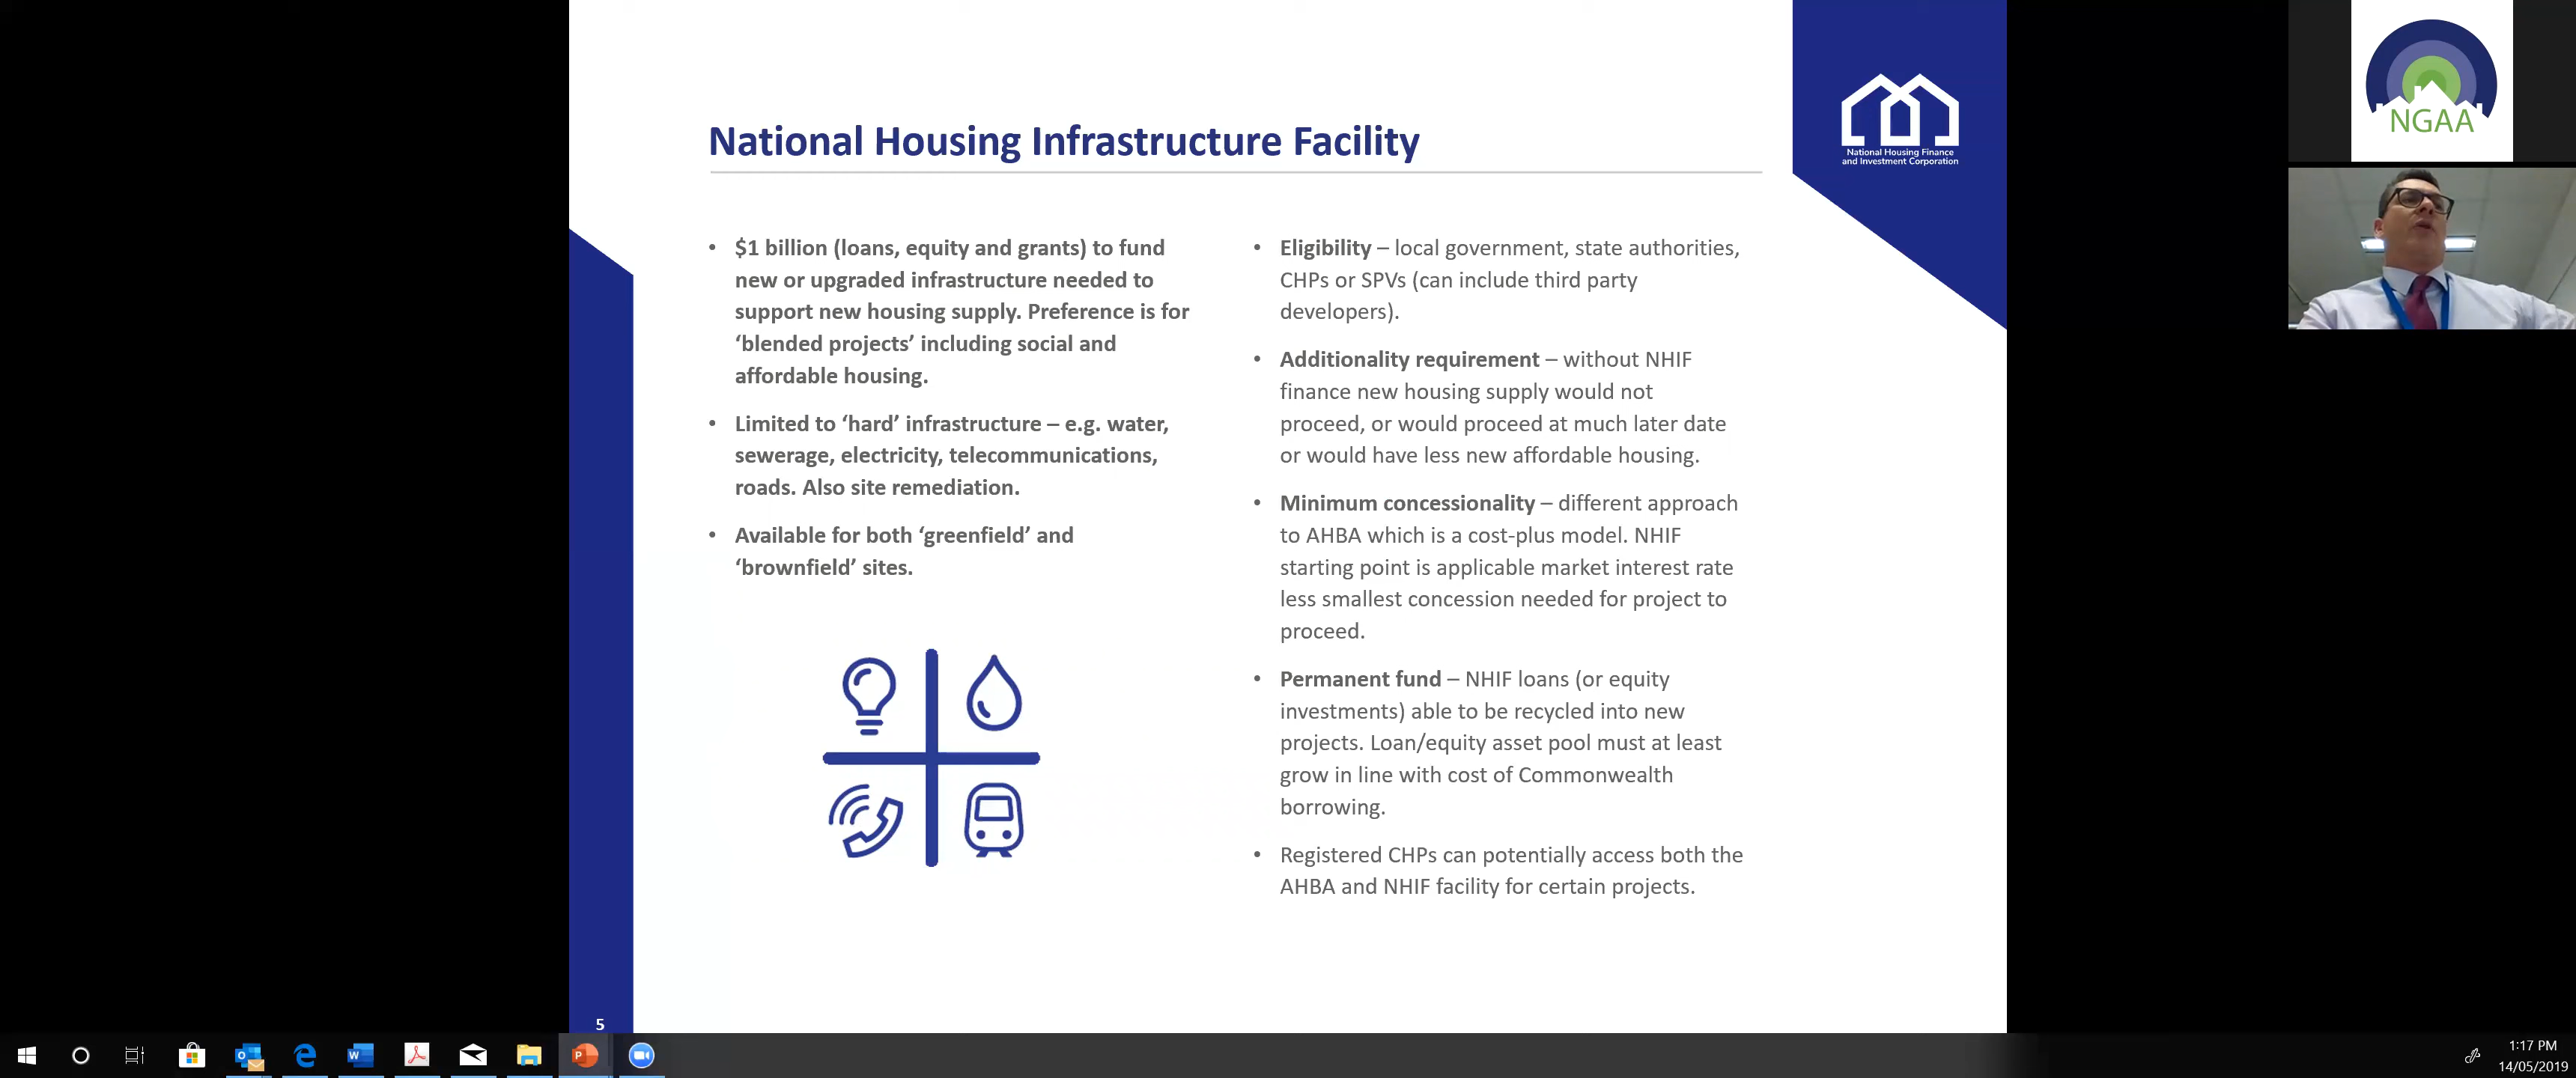 National Housing Infrastructure Facility
National Housing Finance
and Investment Corporation
• $1 billion (loans, equity and grants) to fund
new or upgraded infrastructure needed to
support new housing supply. Preference is for
‘blended projects’ including social and
affordable housing.
• Limited to ‘hard’ infrastructure – e.g. water,
sewerage, electricity, telecommunications,
roads. Also site remediation.
• Available for both ‘greenfield’ and
‘brownfield’ sites.
• Eligibility – local government, state authorities,
CHPs or SPVs (can include third party
developers).
• Additionality requirement – without NHIF
finance new housing supply would not
proceed, or would proceed at much later date
or would have less new affordable housing.
• Minimum concessionality – different approach
to AHBA which is a cost-plus model. NHIF
starting point is applicable market interest rate
less smallest concession needed for project to
proceed.
• Permanent fund – NHIF loans (or equity
investments) able to be recycled into new
projects. Loan/equity asset pool must at least
grow in line with cost of Commonwealth
borrowing.
• Registered CHPs can potentially access both the
AHBA and NHIF facility for certain projects.
5
NGAA
1:17 PM
14/05/2019